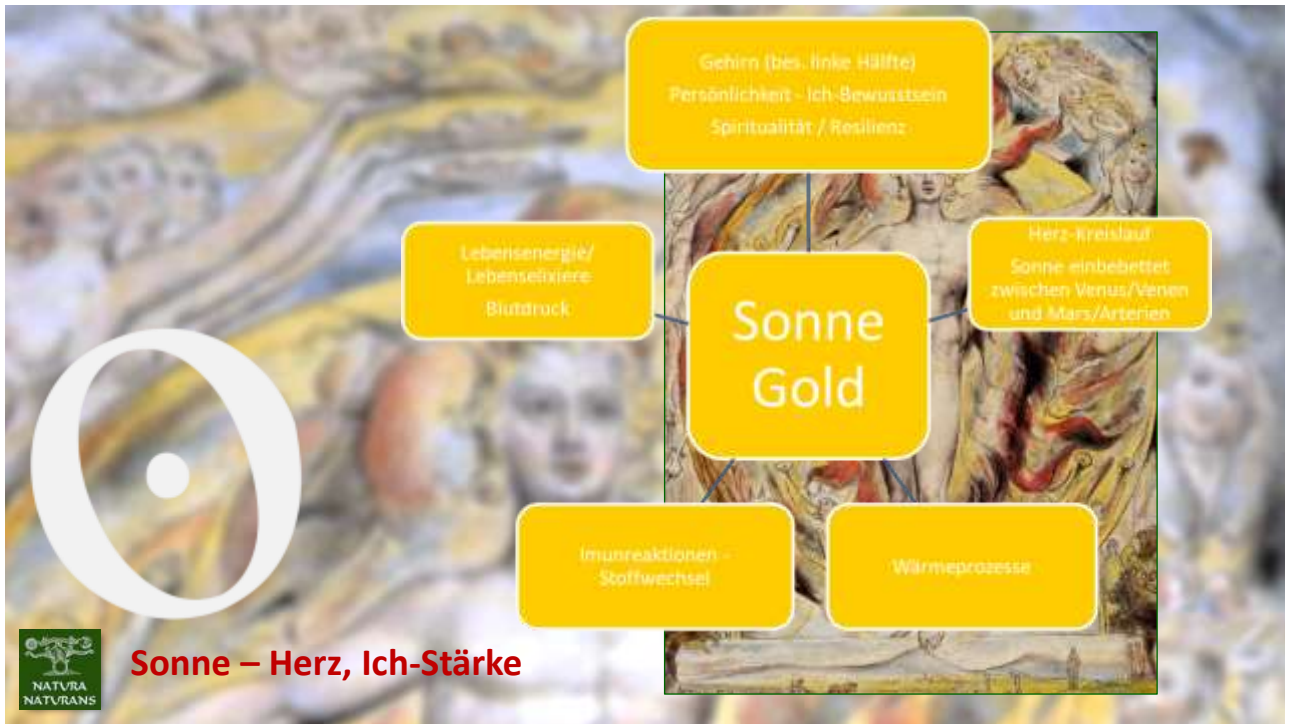 Gehirn (bes. linke Hälfte)
Persönlichkeit - Ich-Bewusstsein
Spiritualität / Resilienz
Lebensenergie/
Lebenselixiere
Blutdruck
Herz-Kreislauf
Sonne einbebettet
zwischen Venus/Venen
und Mars/Arterien
Sonne
Gold
Imunreaktionen -
Stoffwechsel
Wärmeprozesse
Sonne – Herz, Ich-Stärke
NATURA
NATURANS